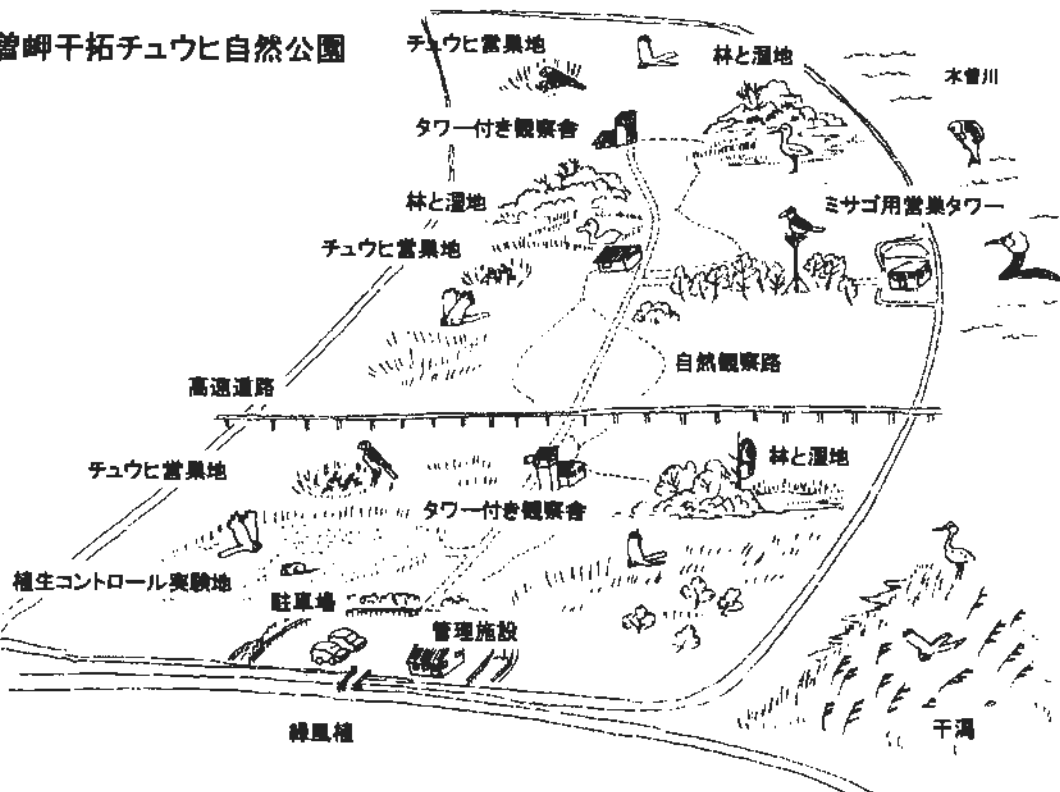 曽岬干拓チュウヒ自然公園
チュウヒ営巣地
林と湿地
木曽川
タワー付き観察舎
林と湿地
ミサゴ用営巣タワー
チュウヒ営巣地
自然観察路
高速道路
チュウヒ営巣地
林と湿地
タワー付き観察舎
植生コントロール実験地
駐車場
管理施設
緑風
干潟